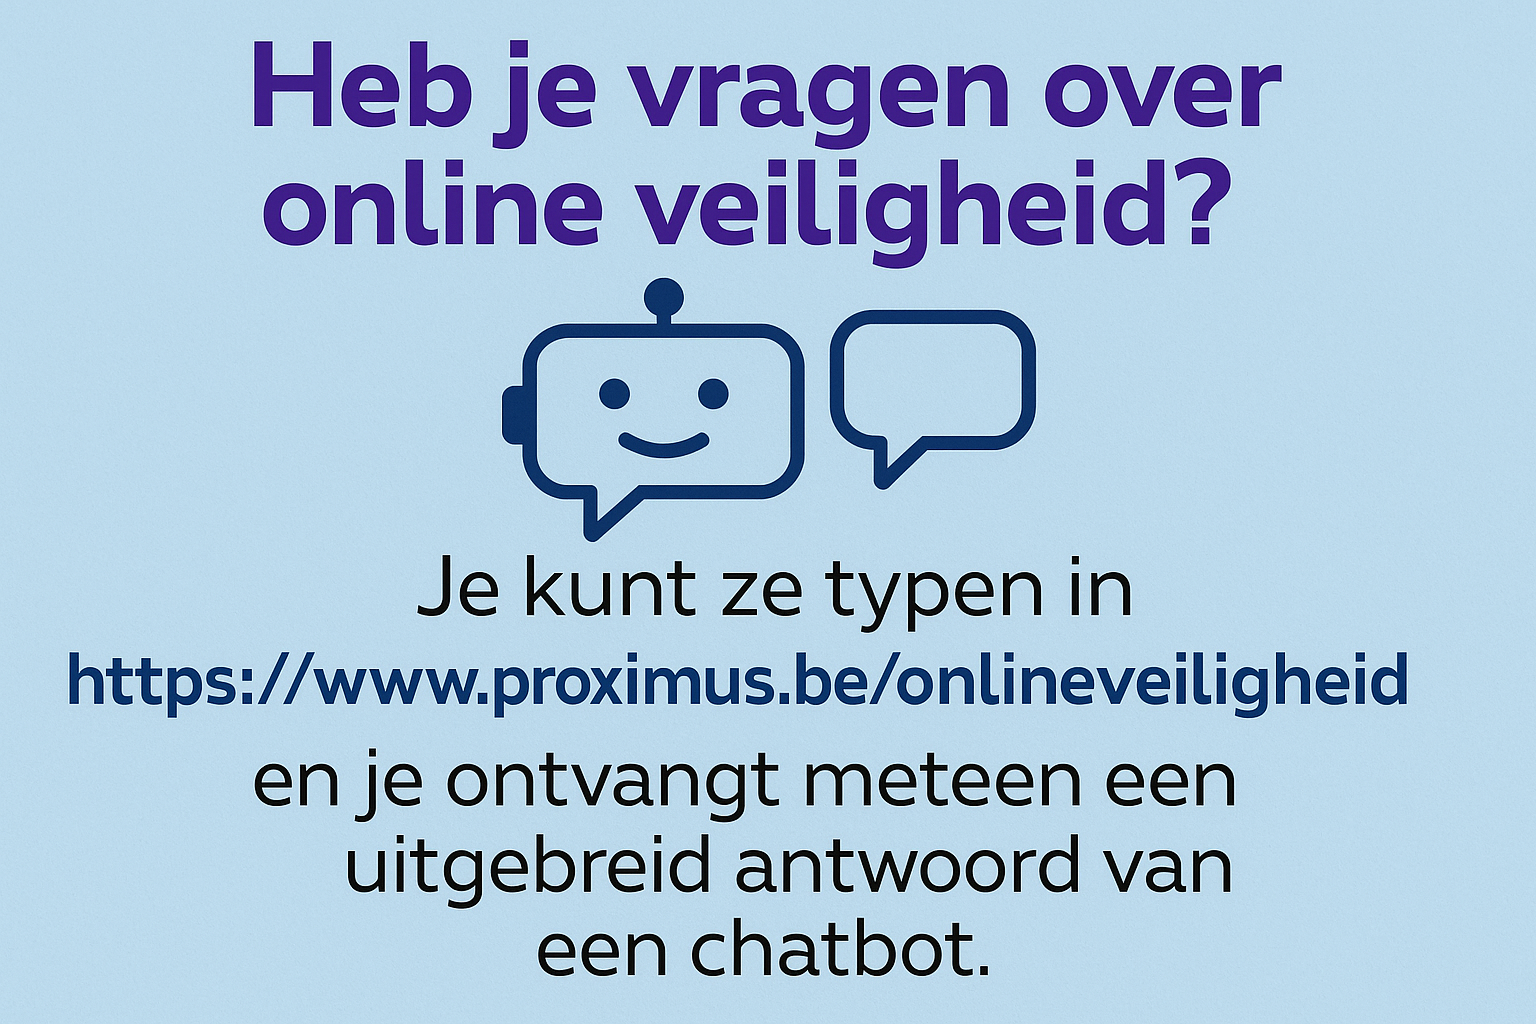 Heb je vragen over
online veiligheid?
Je kunt ze typen in
https://www.proximus.be/onlineveiligheid
en je ontvangt meteen een
uitgebreid antwoord van
een chatbot.